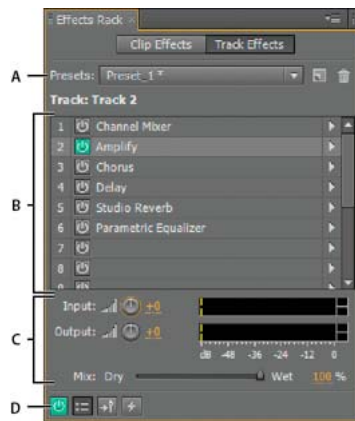 Effects Rack ×
Clip Effects Track Effects
A Presets: Preset_1 *
Track: Track 2
B
1 Channel Mixer
2 Amplify
3 Chorus
4 Delay
5 Studio Reverb
6 Parametric Equalizer
7
8
C
Input: +0
Output: +0
dB -48 -36 -24 -12 0
Mix: Dry Wet 100 %
D